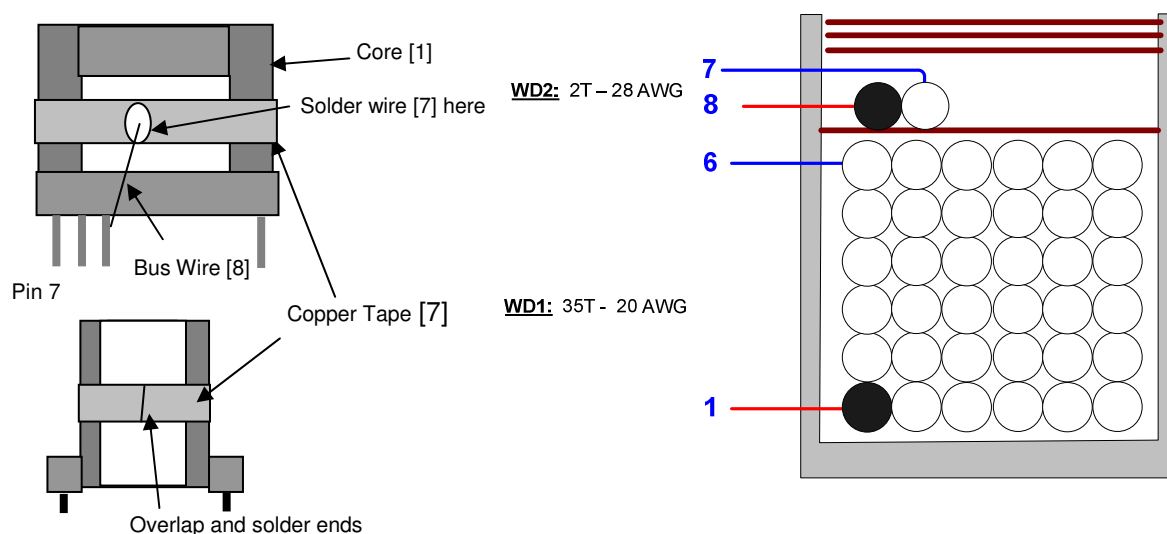 Core [1]
Solder wire [7] here
Bus Wire [8]
Pin 7
Copper Tape [7]
Overlap and solder ends
WD2: 2T – 28 AWG
7
8
6
WD1: 35T - 20 AWG
1